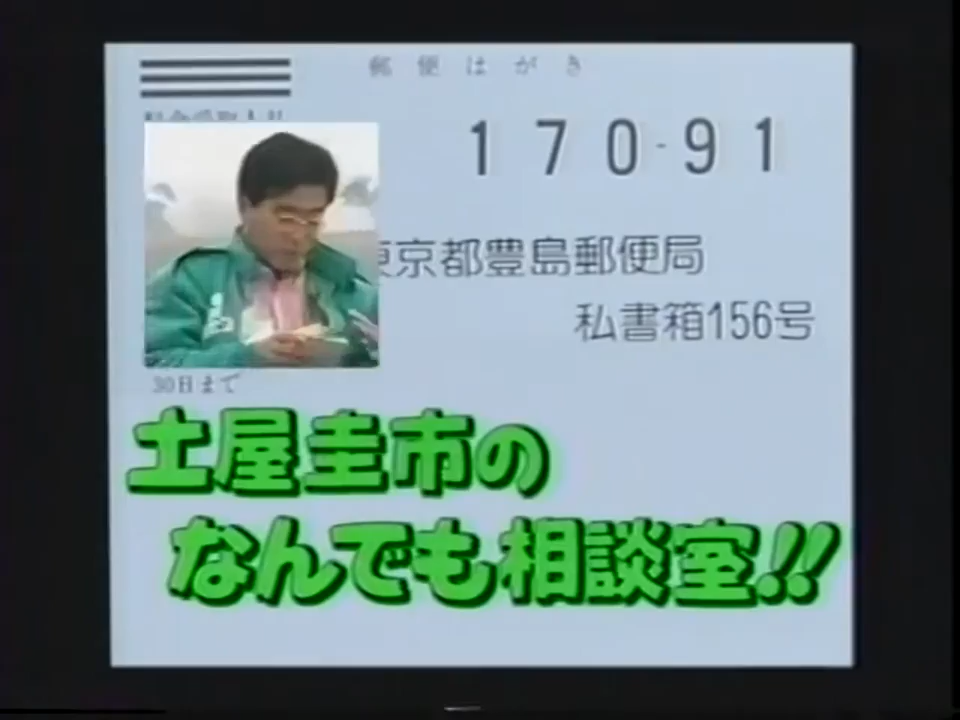 郵便はがき
170-91
東京都豊島郵便局
私書箱156号
30日まで
土屋圭市の
なんでも相談室!!